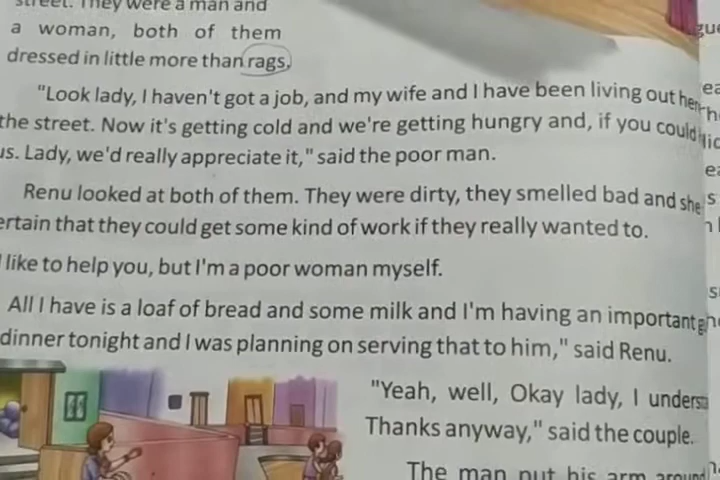 street. They were a man and
a woman, both of them
dressed in little more than rags.
"Look lady, I haven't got a job, and my wife and I have been living out here
the street. Now it's getting cold and we're getting hungry and, if you could
us. Lady, we'd really appreciate it," said the poor man.
Renu looked at both of them. They were dirty, they smelled bad and she
ertain that they could get some kind of work if they really wanted to.
like to help you, but I'm a poor woman myself.
All I have is a loaf of bread and some milk and I'm having an important
dinner tonight and I was planning on serving that to him," said Renu.
"Yeah, well, Okay lady, I unders
Thanks anyway," said the couple.
The man put his arm around